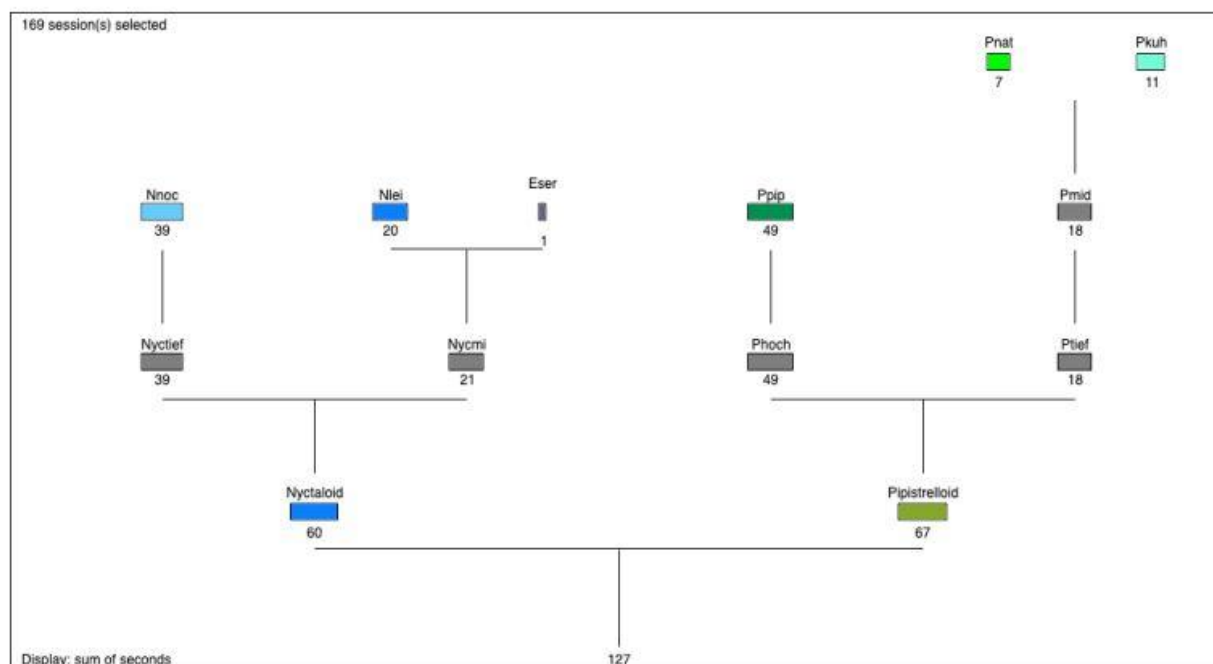 169 session(s) selected
Pnat Pkuh
7 11
Nnoc Nlei Eser Ppip Pmid
39 20 1 49 18
Nyctief Nycmi Phoch Ptief
39 21 49 18
Nyctaloid Pipistrelloid
60 67
Display: sum of seconds 127